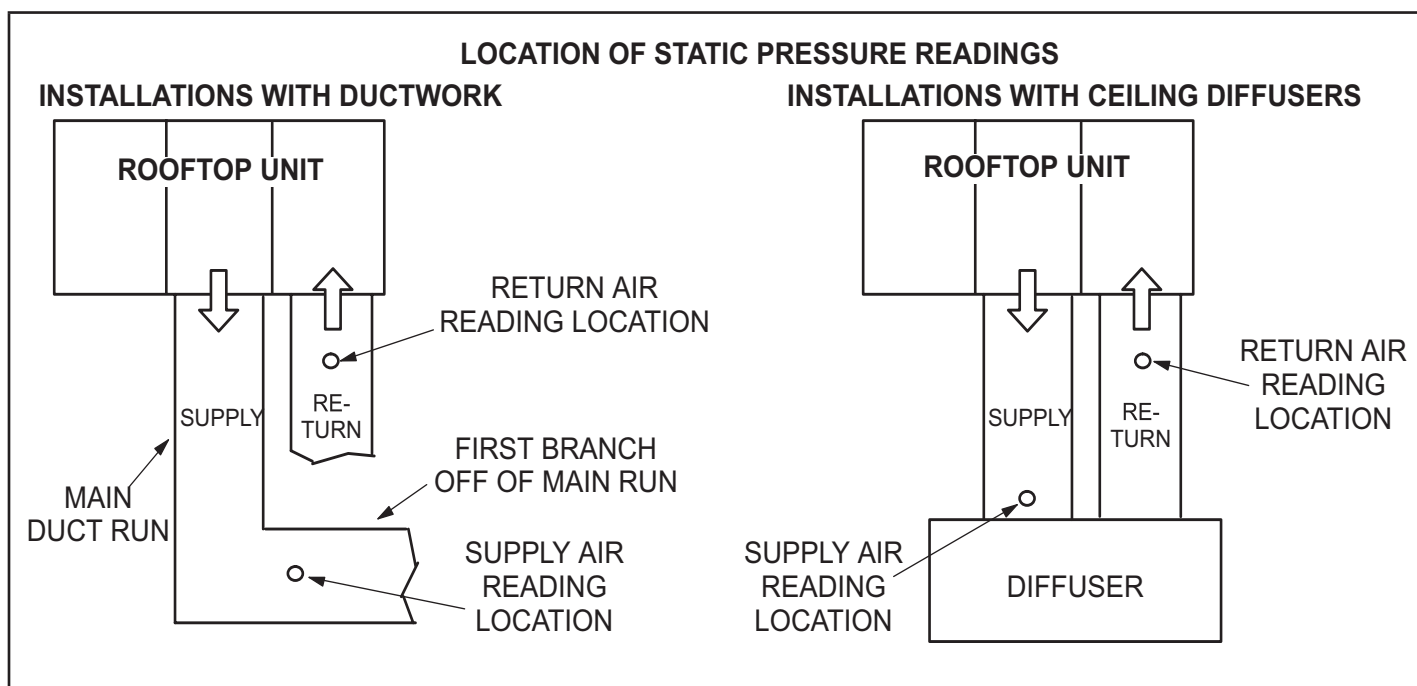 LOCATION OF STATIC PRESSURE READINGS
INSTALLATIONS WITH DUCTWORK
ROOFTOP UNIT
RETURN AIR
READING LOCATION
SUPPLY
RE-
TURN
FIRST BRANCH
OFF OF MAIN RUN
MAIN
DUCT RUN
SUPPLY AIR
READING
LOCATION
INSTALLATIONS WITH CEILING DIFFUSERS
ROOFTOP UNIT
RETURN AIR
READING
LOCATION
SUPPLY
RE-
TURN
SUPPLY AIR
READING
LOCATION
DIFFUSER